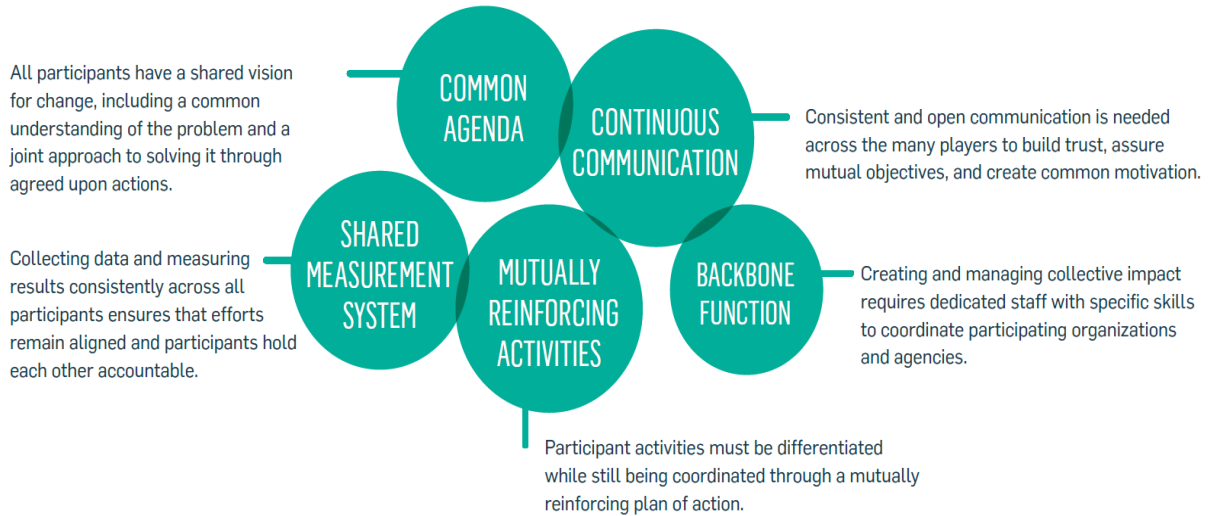 COMMON
AGENDA
All participants have a shared vision
for change, including a common
understanding of the problem and a
joint approach to solving it through
agreed upon actions.
CONTINUOUS
COMMUNICATION
Consistent and open communication is needed
across the many players to build trust, assure
mutual objectives, and create common motivation.
SHARED
MEASUREMENT
SYSTEM
Collecting data and measuring
results consistently across all
participants ensures that efforts
remain aligned and participants hold
each other accountable.
MUTUALLY
REINFORCING
ACTIVITIES
Participant activities must be differentiated
while still being coordinated through a mutually
reinforcing plan of action.
BACKBONE
FUNCTION
Creating and managing collective impact
requires dedicated staff with specific skills
to coordinate participating organizations
and agencies.